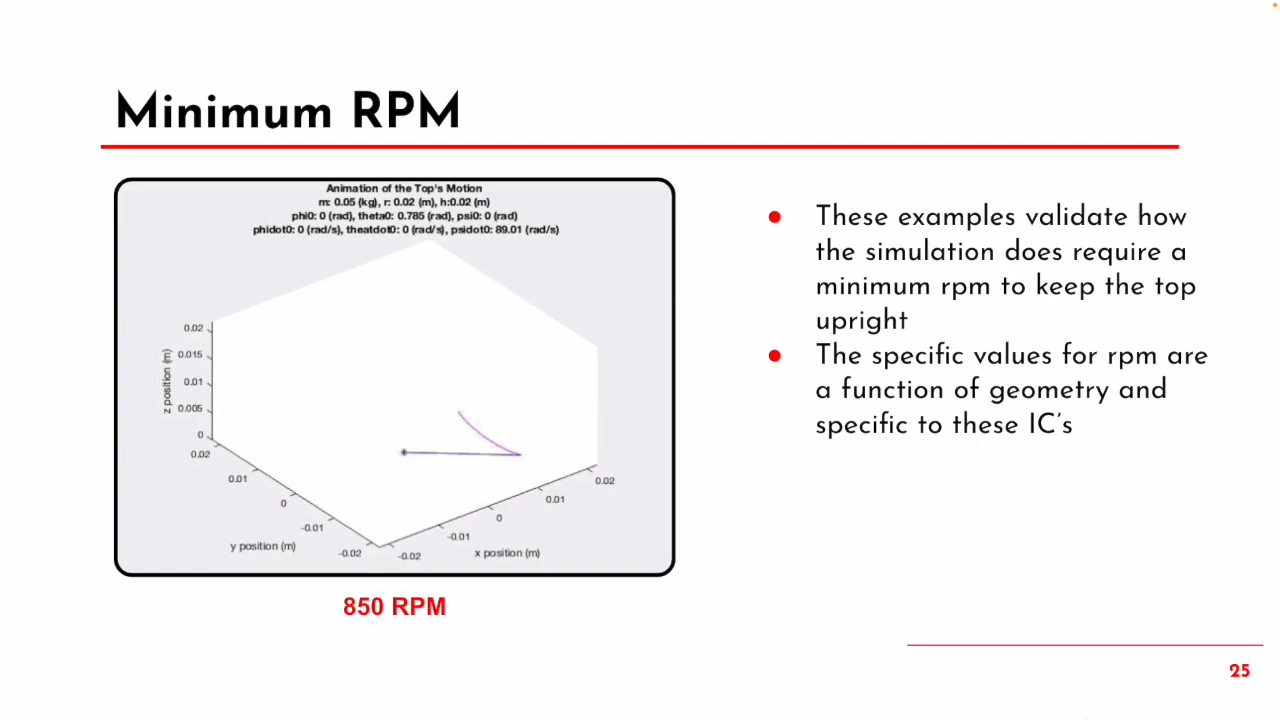 Minimum RPM
Animation of the Top's Motion
m: 0.05 (kg), r: 0.02 (m), h:0.02 (m)
phi0: 0 (rad), theta0: 0.785 (rad), psi0: 0 (rad)
phidot0: 0 (rad/s), theatdot0: 0 (rad/s), psidot0: 89.01 (rad/s)
z position (m)
0.02
0.015
0.01
0.005
0
0.02
0.01
0
-0.01
-0.02
y position (m)
-0.02
-0.01
0
0.01
0.02
x position (m)
850 RPM
● These examples validate how
the simulation does require a
minimum rpm to keep the top
upright
● The specific values for rpm are
a function of geometry and
specific to these IC's
25